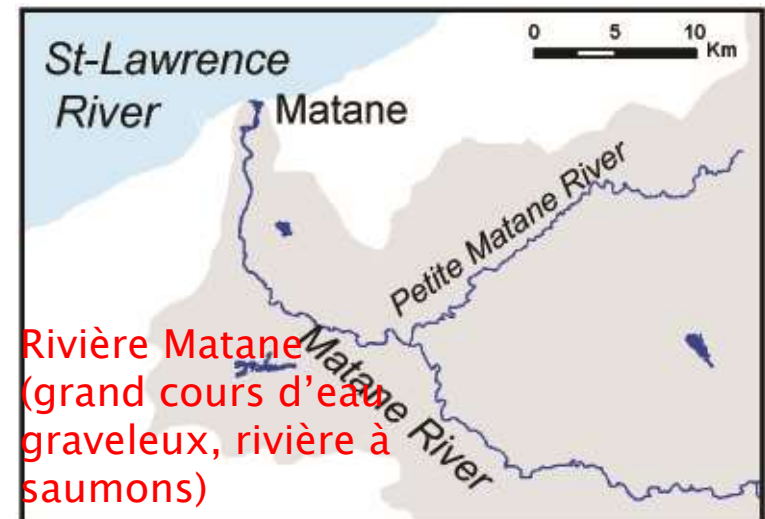 St-Lawrence
River
0 5 10
Km
Matane
Petite Matane River
Matane River
Rivière Matane
(grand cours d’eau
graveleux, rivière à
saumons)